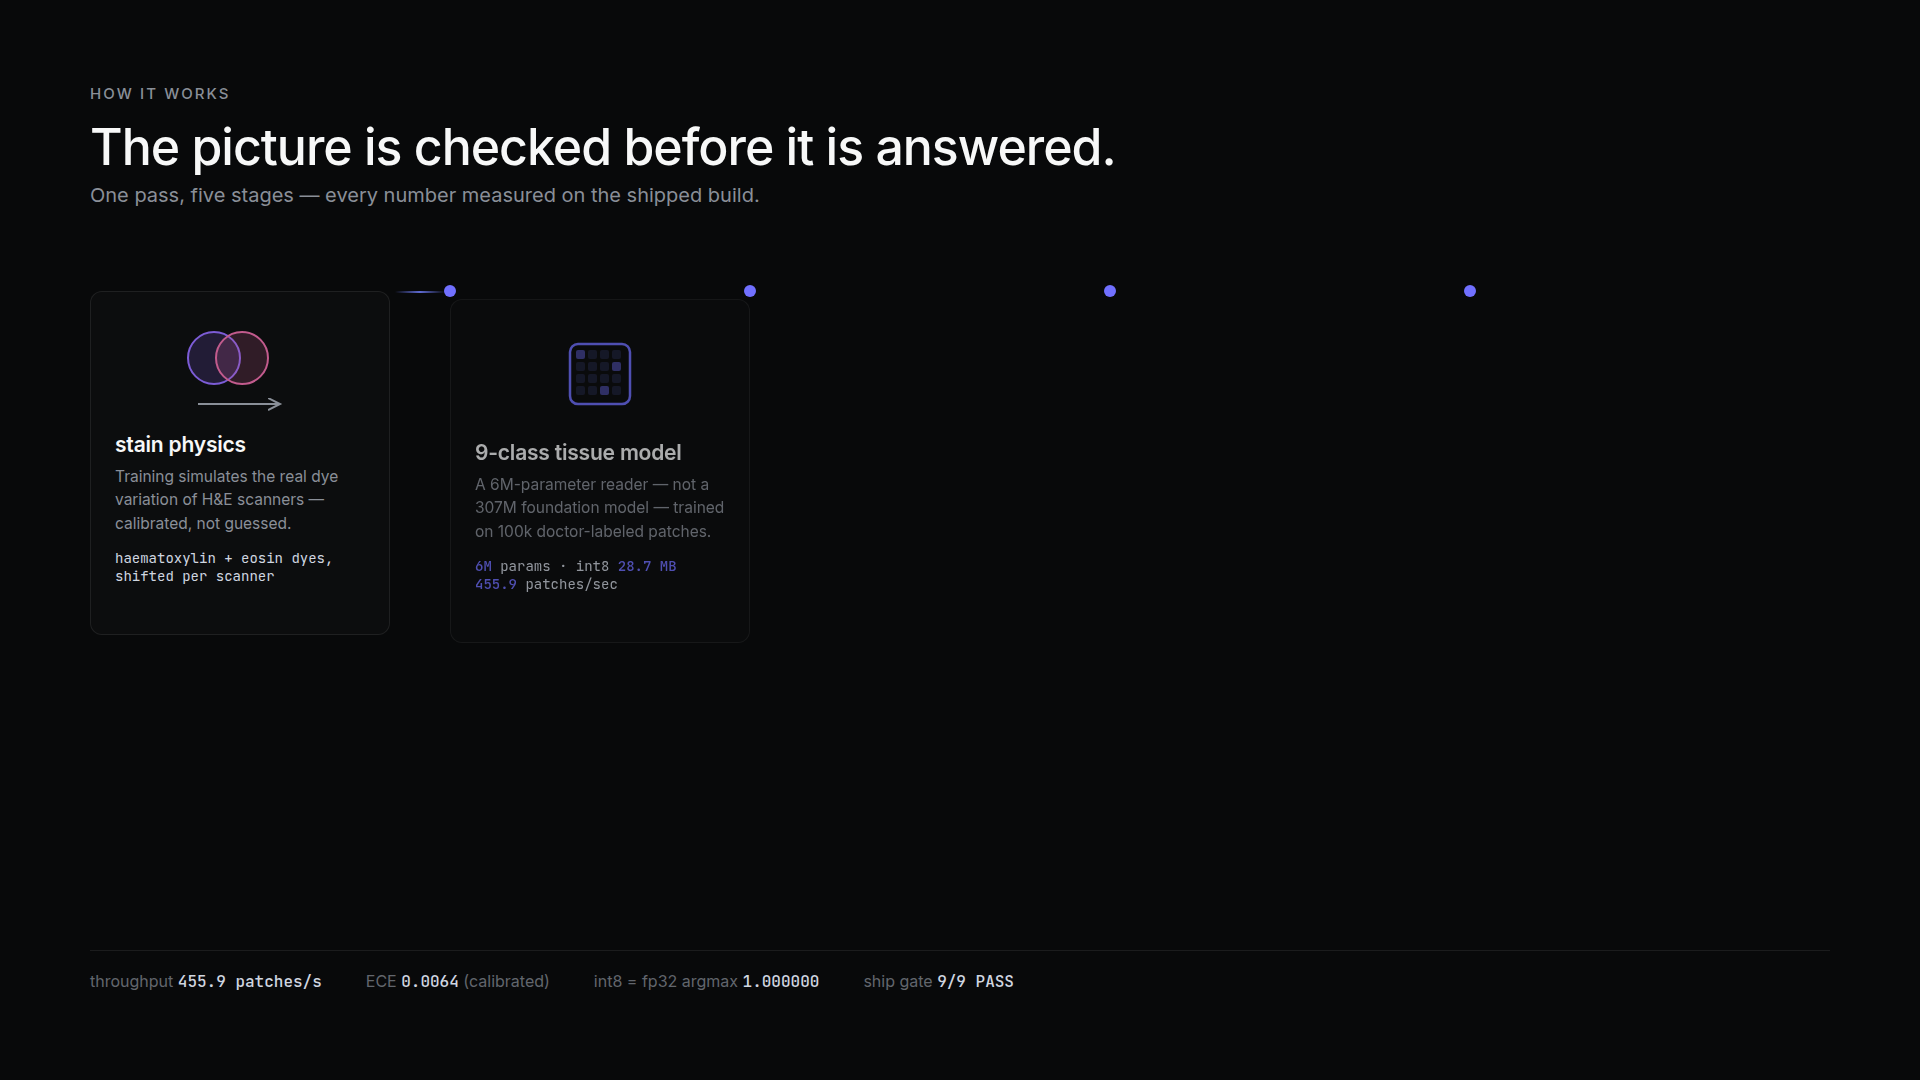 HOW IT WORKS
The picture is checked before it is answered.
One pass, five stages — every number measured on the shipped build.
stain physics
Training simulates the real dye
variation of H&E scanners —
calibrated, not guessed.
haematoxylin + eosin dyes,
shifted per scanner
9-class tissue model
A 6M-parameter reader — not a
307M foundation model — trained
on 100k doctor-labeled patches.
6M params · int8 28.7 MB
455.9 patches/sec
throughput 455.9 patches/s ECE 0.0064 (calibrated) int8 = fp32 argmax 1.000000 ship gate 9/9 PASS